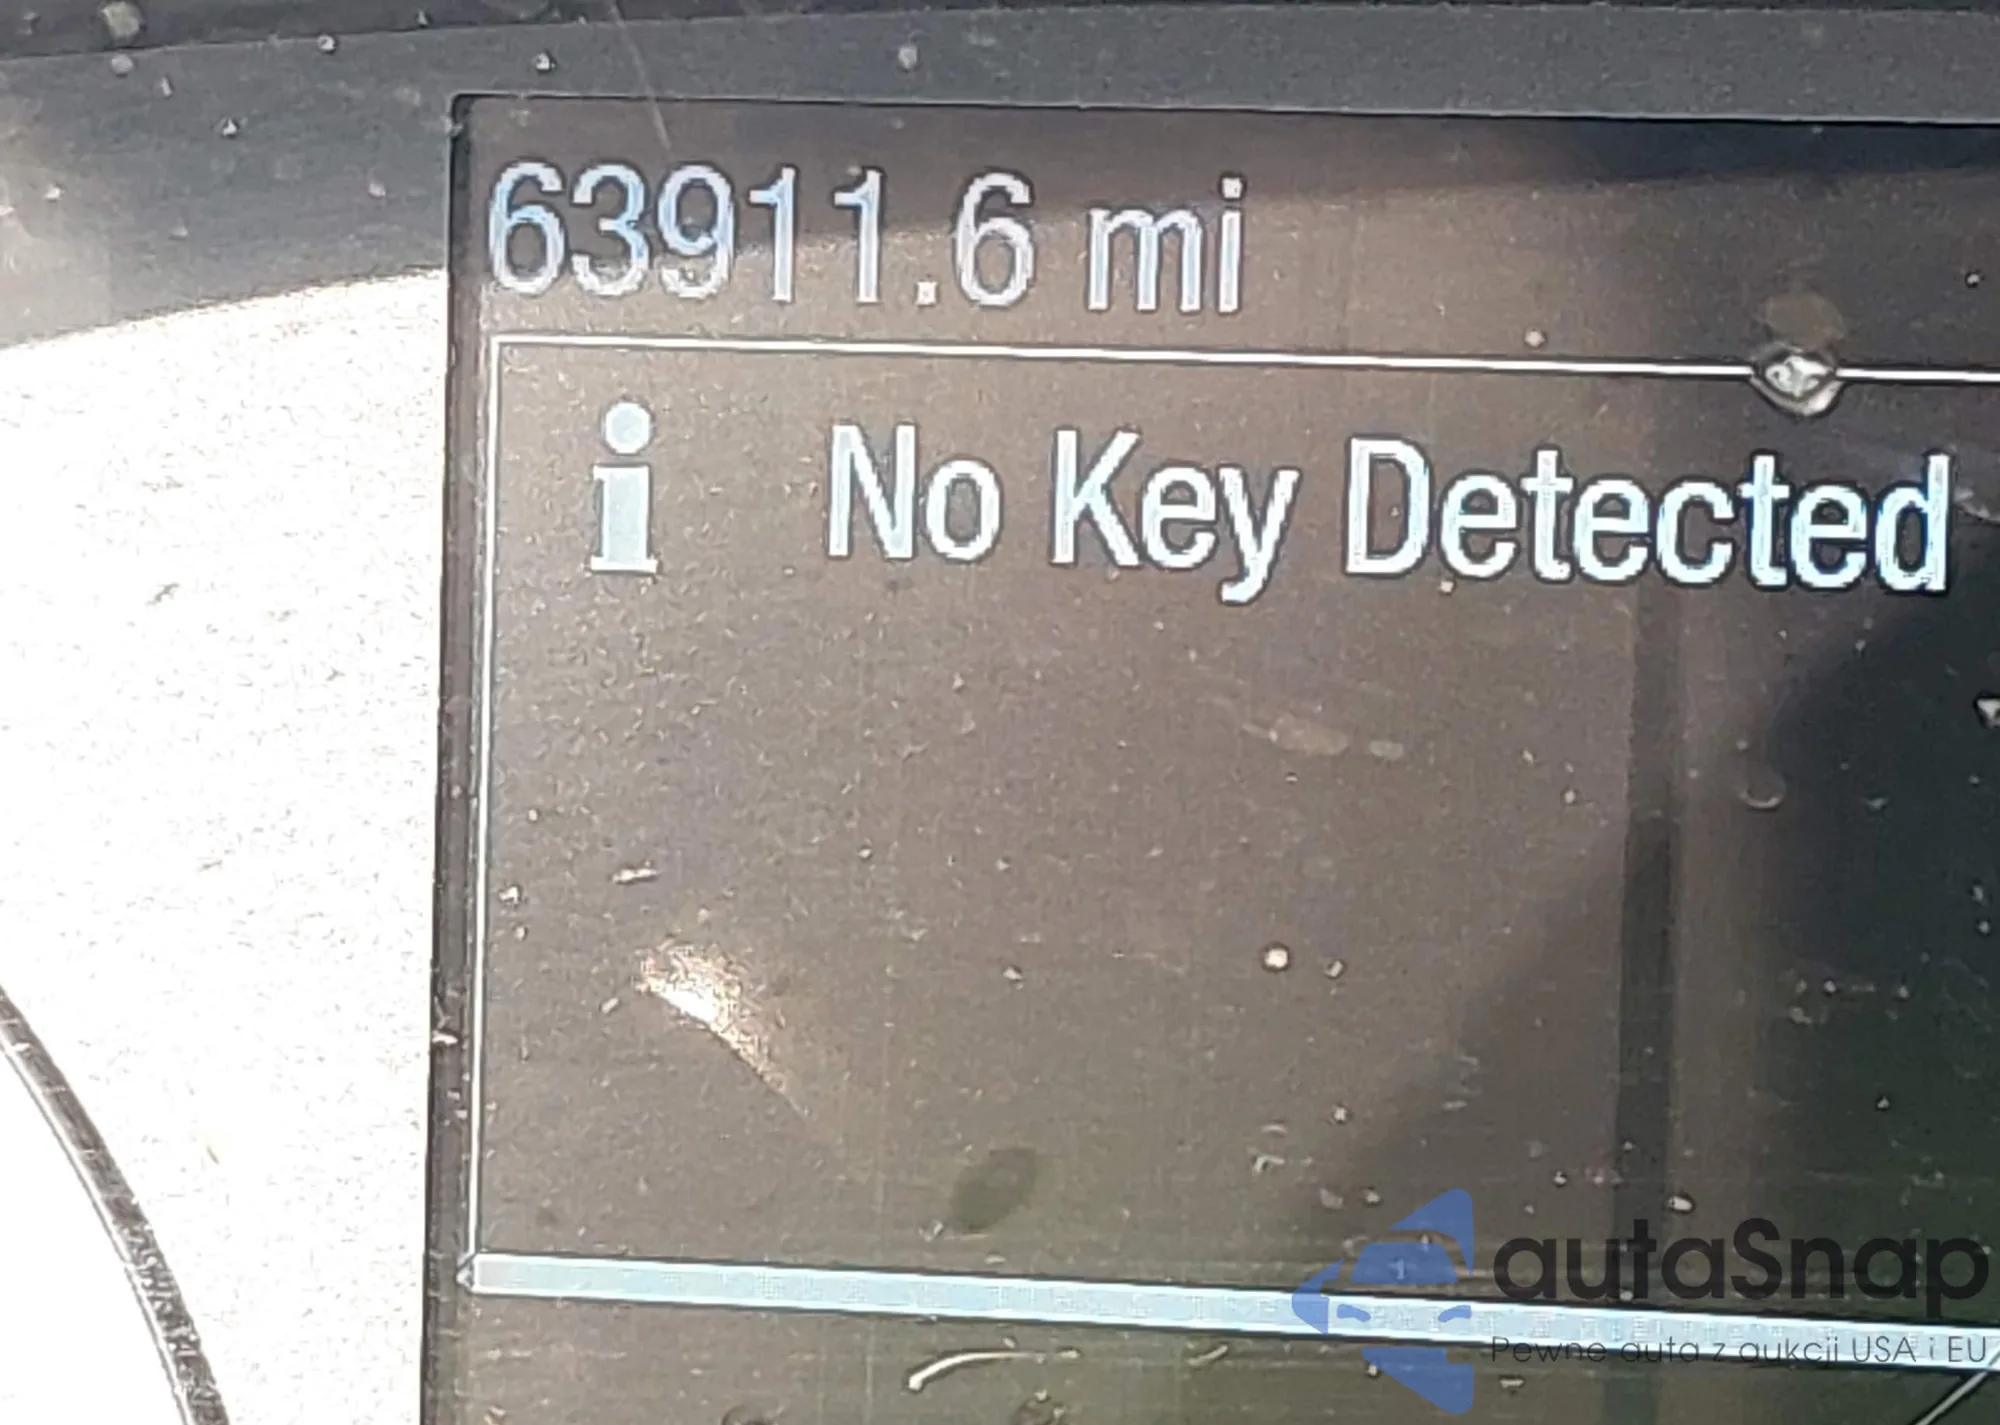 63911.6 mi
i No Key Detected
autaSnap
Pewne auta z aukcji USA i EU